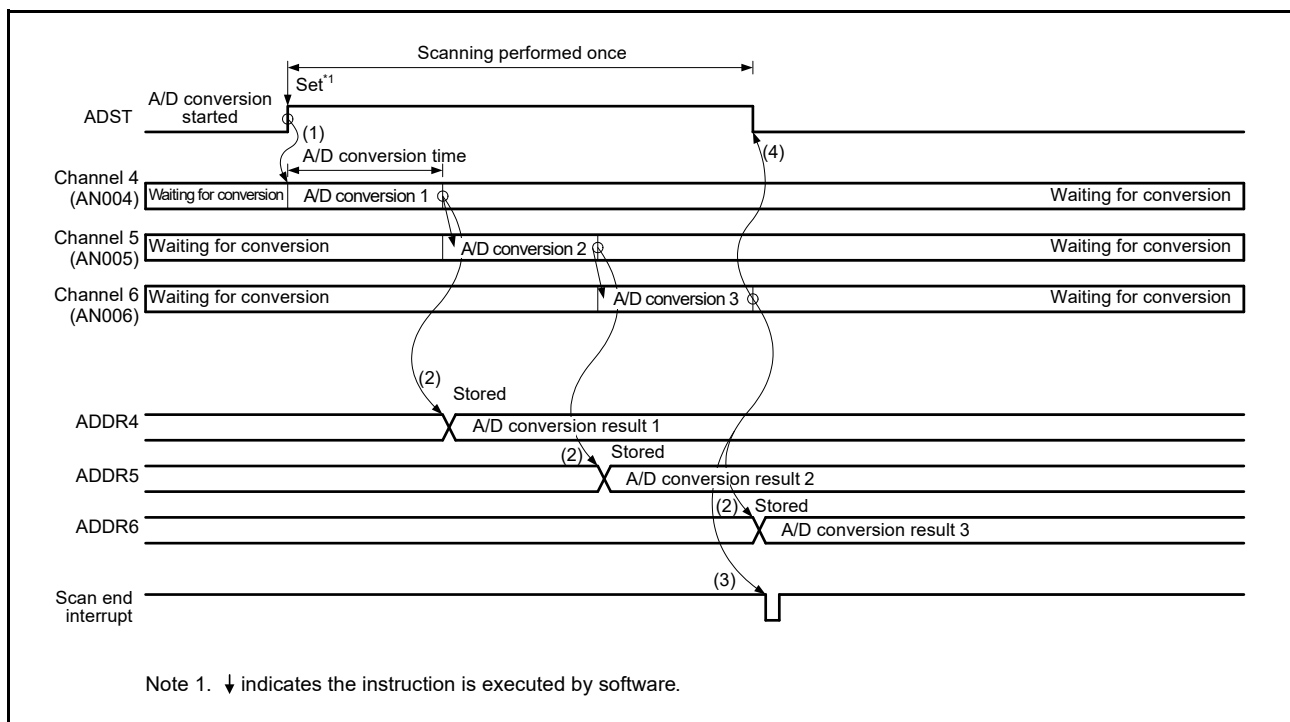 Scanning performed once
Set*1
A/D conversion
started
ADST
(1)
(4)
A/D conversion time
Channel 4
(AN004)
Waiting for conversion
A/D conversion 1
Waiting for conversion
Channel 5
(AN005)
Waiting for conversion
A/D conversion 2
Waiting for conversion
Channel 6
(AN006)
Waiting for conversion
A/D conversion 3
Waiting for conversion
(2)
Stored
ADDR4
A/D conversion result 1
(2)
Stored
ADDR5
A/D conversion result 2
(2)
Stored
ADDR6
A/D conversion result 3
(3)
Scan end
interrupt
Note 1. ↓ indicates the instruction is executed by software.